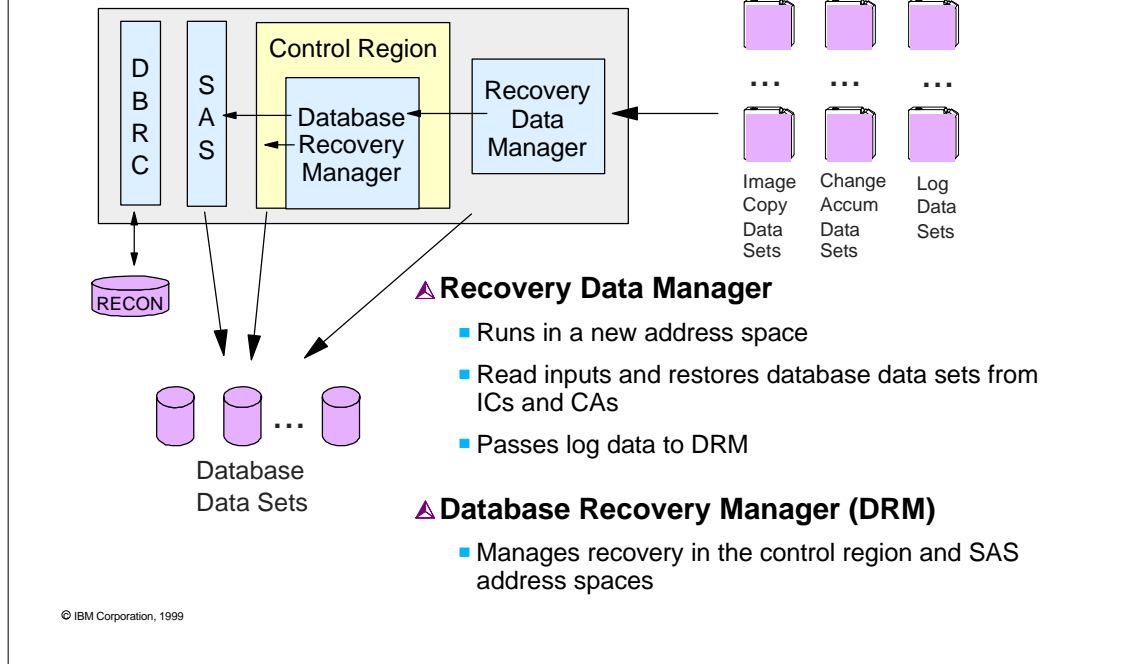 Control Region
D
B
R
C
S
A
S
Database
Recovery
Manager
Recovery
Data
Manager
...
...
...
Image
Copy
Data
Sets
Change
Accum
Data
Sets
Log
Data
Sets
RECON
...
Database
Data Sets
Recovery Data Manager
Runs in a new address space
Read inputs and restores database data sets from
ICs and CAs
Passes log data to DRM
Database Recovery Manager (DRM)
Manages recovery in the control region and SAS
address spaces
© IBM Corporation, 1999